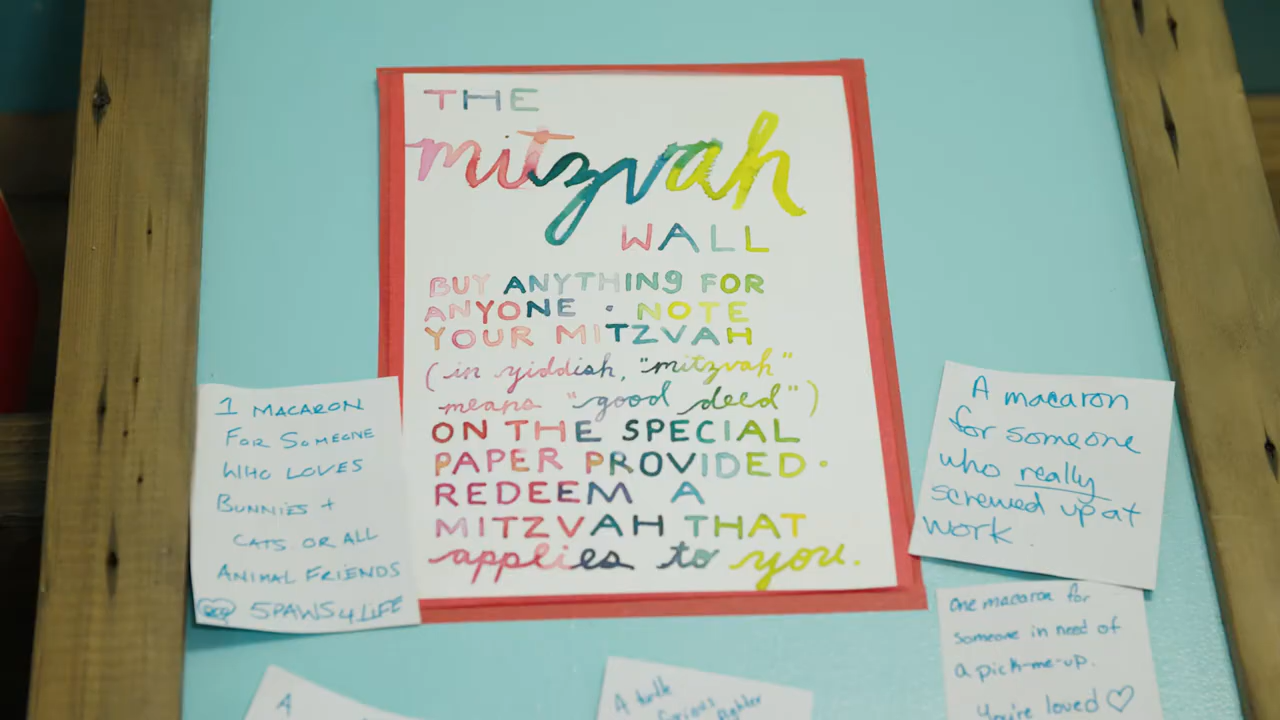 THE
mitzvah
WALL
BUY ANYTHING FOR
ANYONE · NOTE
YOUR MITZVAH
(in yiddish, "mitzvah"
means "good deed")
ON THE SPECIAL
PAPER PROVIDED.
REDEEM A
MITZVAH THAT
applies to you.
1 MACARON
FOR SOMEONE
WHO LOVES
BUNNIES +
CATS OR ALL
ANIMAL FRIENDS
5PAWS4LIFE
A macaron
for someone
who really
screwed up at
work.
One macaron for
someone in need of
a pick-me-up.
You're loved ♡
A
A
fighter